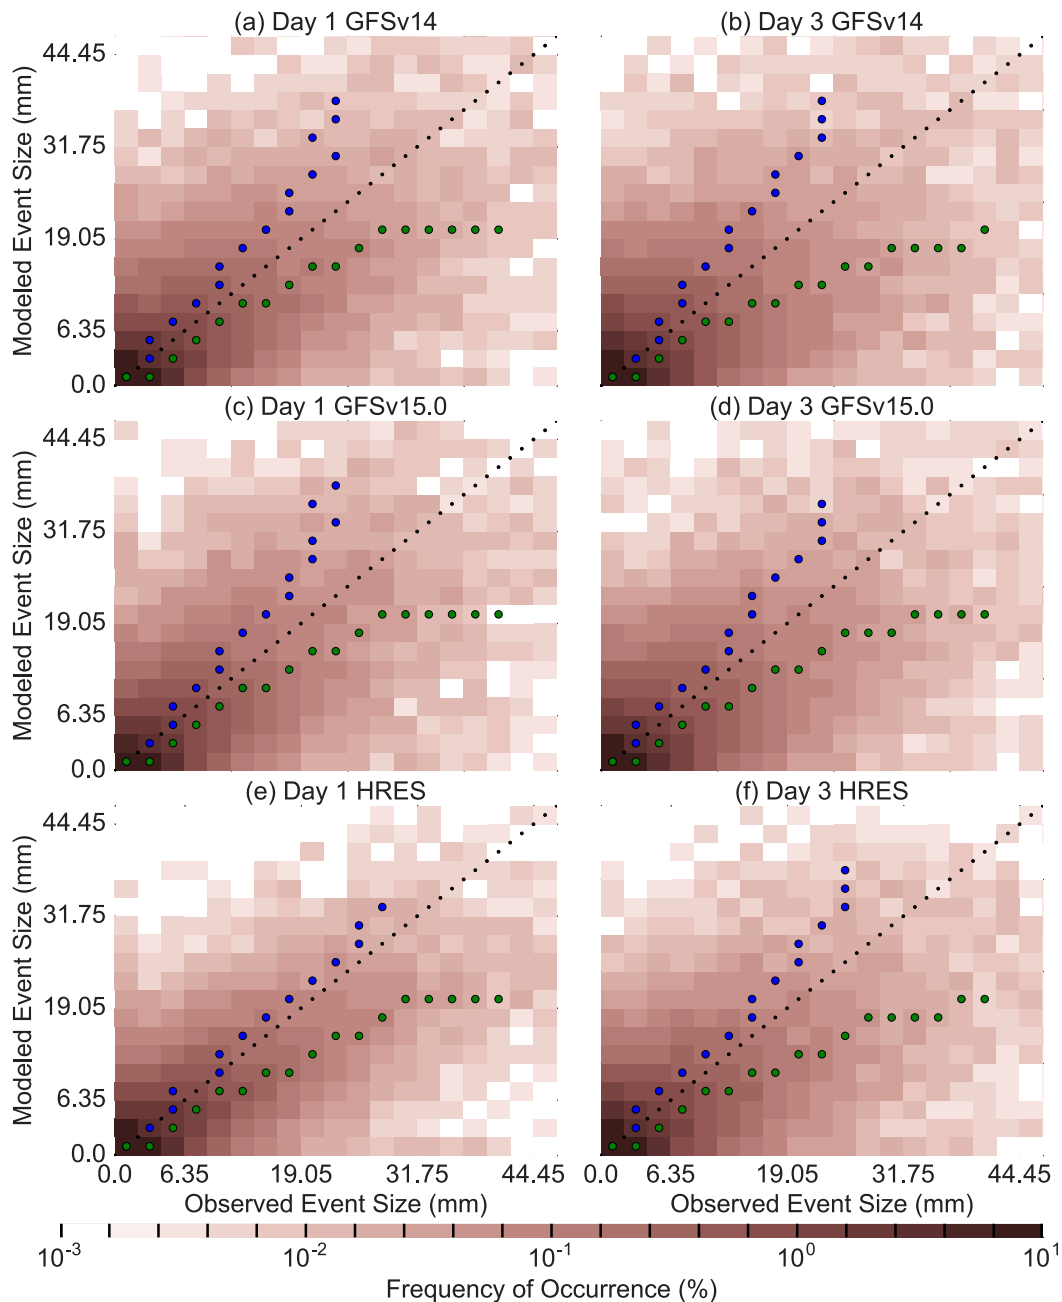 (a) Day 1 GFSv14
(b) Day 3 GFSv14
Modeled Event Size (mm)
44.45
31.75
19.05
6.35
0.0
(c) Day 1 GFSv15.0
(d) Day 3 GFSv15.0
Modeled Event Size (mm)
44.45
31.75
19.05
6.35
0.0
(e) Day 1 HRES
(f) Day 3 HRES
Modeled Event Size (mm)
44.45
31.75
19.05
6.35
0.0
0.0 6.35 19.05 31.75 44.45
0.0 6.35 19.05 31.75 44.45
Observed Event Size (mm)
Observed Event Size (mm)
10⁻³ 10⁻² 10⁻¹ 10⁰ 10¹
Frequency of Occurrence (%)